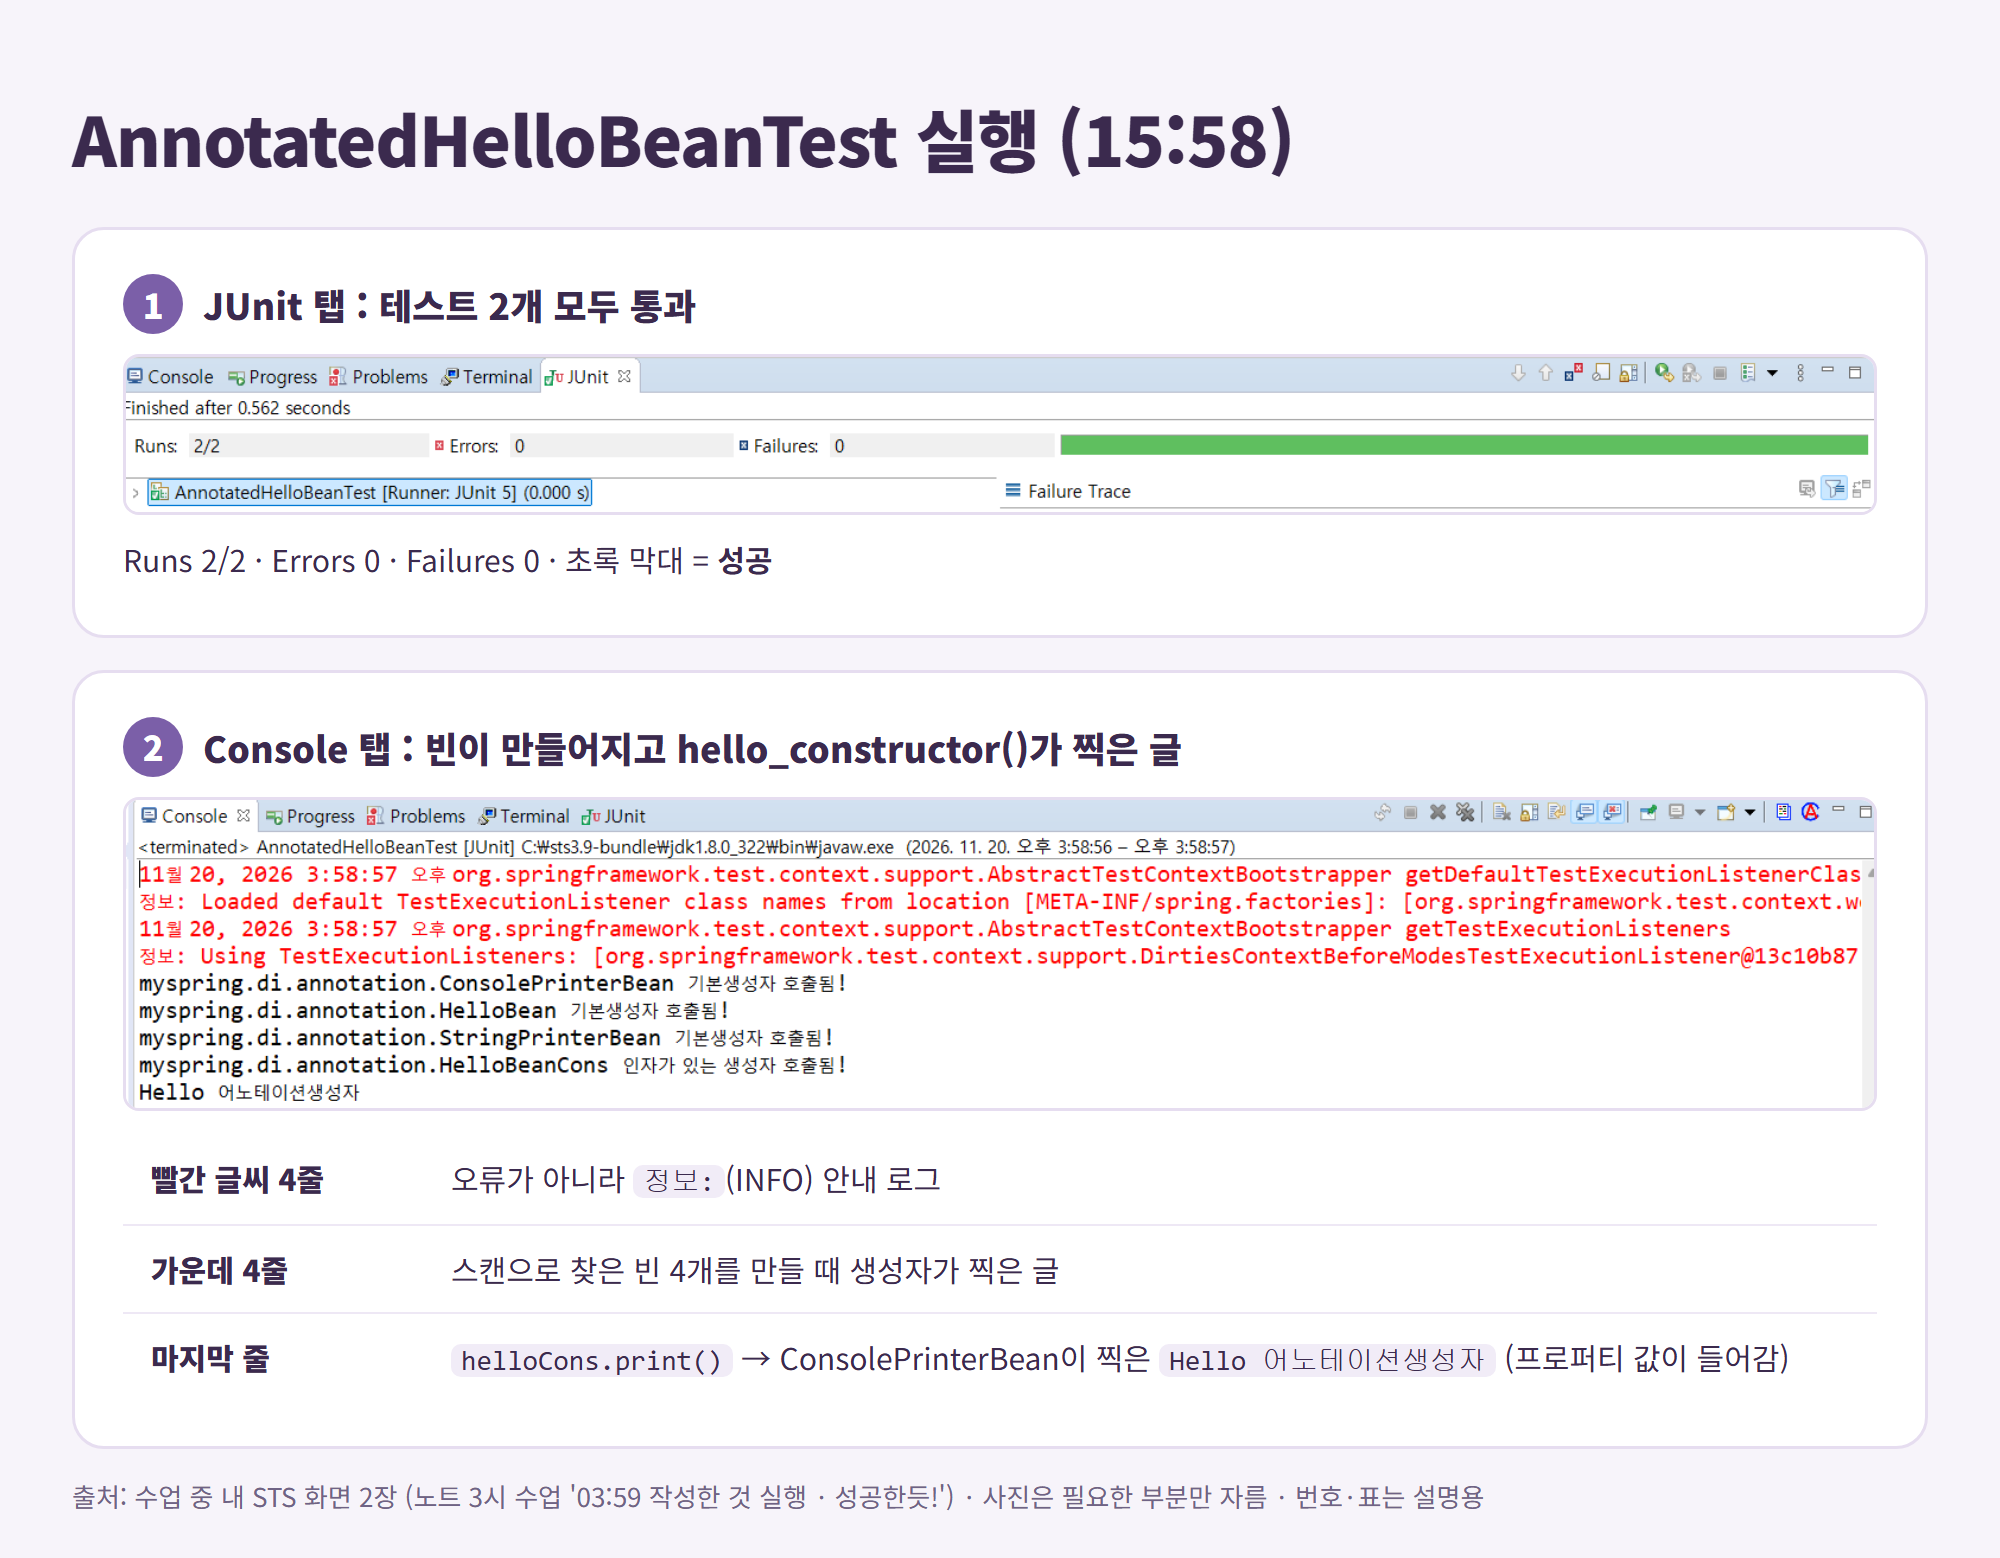 AnnotatedHelloBeanTest 실행 (15:58)
1 JUnit 탭 : 테스트 2개 모두 통과
Console Progress Problems Terminal JUnit
Finished after 0.562 seconds
Runs: 2/2 Errors: 0 Failures: 0
AnnotatedHelloBeanTest [Runner: JUnit 5] (0.000 s) Failure Trace
Runs 2/2 · Errors 0 · Failures 0 · 초록 막대 = 성공
2 Console 탭 : 빈이 만들어지고 hello_constructor()가 찍은 글
Console Progress Problems Terminal JUnit
<terminated> AnnotatedHelloBeanTest [JUnit] C:₩sts3.9-bundle₩jdk1.8.0_322₩bin₩javaw.exe (2026. 11. 20. 오후 3:58:56 – 오후 3:58:57)
11월 20, 2026 3:58:57 오후 org.springframework.test.context.support.AbstractTestContextBootstrapper getDefaultTestExecutionListenerClas
정보: Loaded default TestExecutionListener class names from location [META-INF/spring.factories]: [org.springframework.test.context.w
11월 20, 2026 3:58:57 오후 org.springframework.test.context.support.AbstractTestContextBootstrapper getTestExecutionListeners
정보: Using TestExecutionListeners: [org.springframework.test.context.support.DirtiesContextBeforeModesTestExecutionListener@13c10b87
myspring.di.annotation.ConsolePrinterBean 기본생성자 호출됨!
myspring.di.annotation.HelloBean 기본생성자 호출됨!
myspring.di.annotation.StringPrinterBean 기본생성자 호출됨!
myspring.di.annotation.HelloBeanCons 인자가 있는 생성자 호출됨!
Hello 어노테이션생성자
빨간 글씨 4줄 오류가 아니라 정보:(INFO) 안내 로그
가운데 4줄 스캔으로 찾은 빈 4개를 만들 때 생성자가 찍은 글
마지막 줄 helloCons.print() → ConsolePrinterBean이 찍은 Hello 어노테이션생성자 (프로퍼티 값이 들어감)
출처: 수업 중 내 STS 화면 2장 (노트 3시 수업 '03:59 작성한 것 실행 · 성공한듯!') · 사진은 필요한 부분만 자름 · 번호·표는 설명용